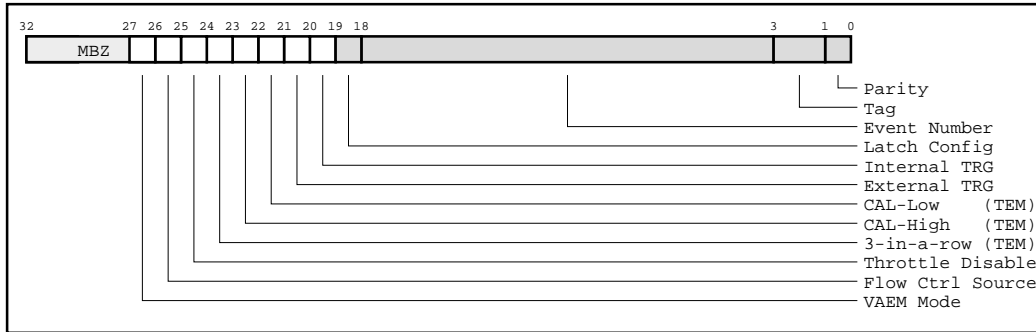 32 27 26 25 24 23 22 21 20 19 18 3 1 0
MBZ
Parity
Tag
Event Number
Latch Config
Internal TRG
External TRG
CAL-Low (TEM)
CAL-High (TEM)
3-in-a-row (TEM)
Throttle Disable
Flow Ctrl Source
VAEM Mode